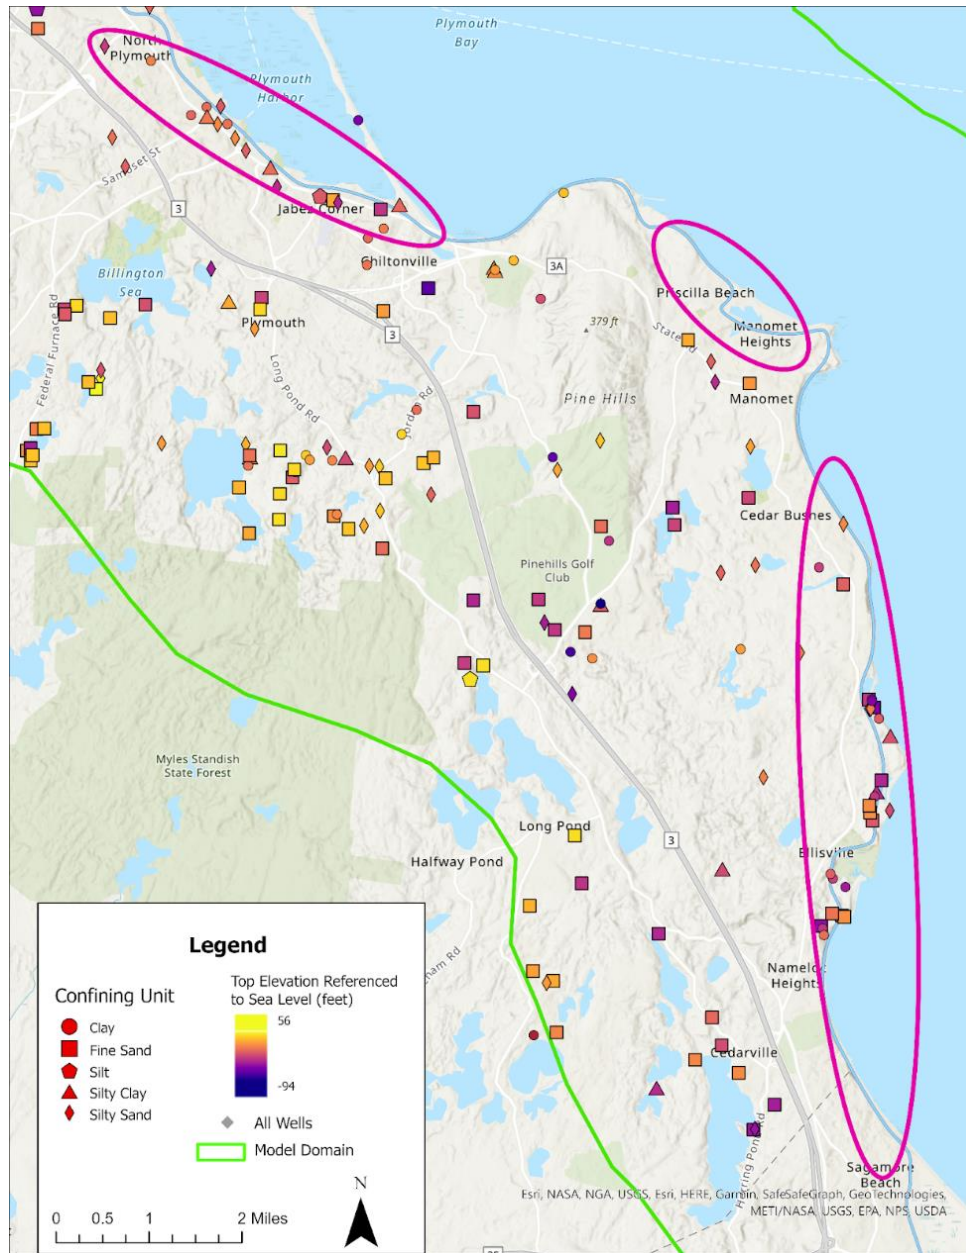 Plymouth
Bay
North
Plymouth
Plymouth
Harbor
Samoset St
3
Jabez Corner
Chiltonville
3A
Billington
Sea
Priscilla Beach
Federal Furnace Rd
Plymouth
379 ft
State Rd
Manomet
Heights
3
Long Pond Rd
Jordan Rd
Pine Hills
Manomet
Cedar Bushes
Pinehills Golf
Club
Myles Standish
State Forest
Long Pond
3
Halfway Pond
Ellisville
Legend
Confining Unit
Clay
Fine Sand
Silt
Silty Clay
Silty Sand
Top Elevation Referenced
to Sea Level (feet)
56
-94
All Wells
Model Domain
N
0 0.5 1 2 Miles
Rd
Nameloc
Heights
Cedarville
Herring Pond Rd
Sagamore
Beach
Esri, NASA, NGA, USGS, Esri, HERE, Garmin, SafeSafeGraph, GeoTechnologies,
METI/NASA, USGS, EPA, NPS, USDA